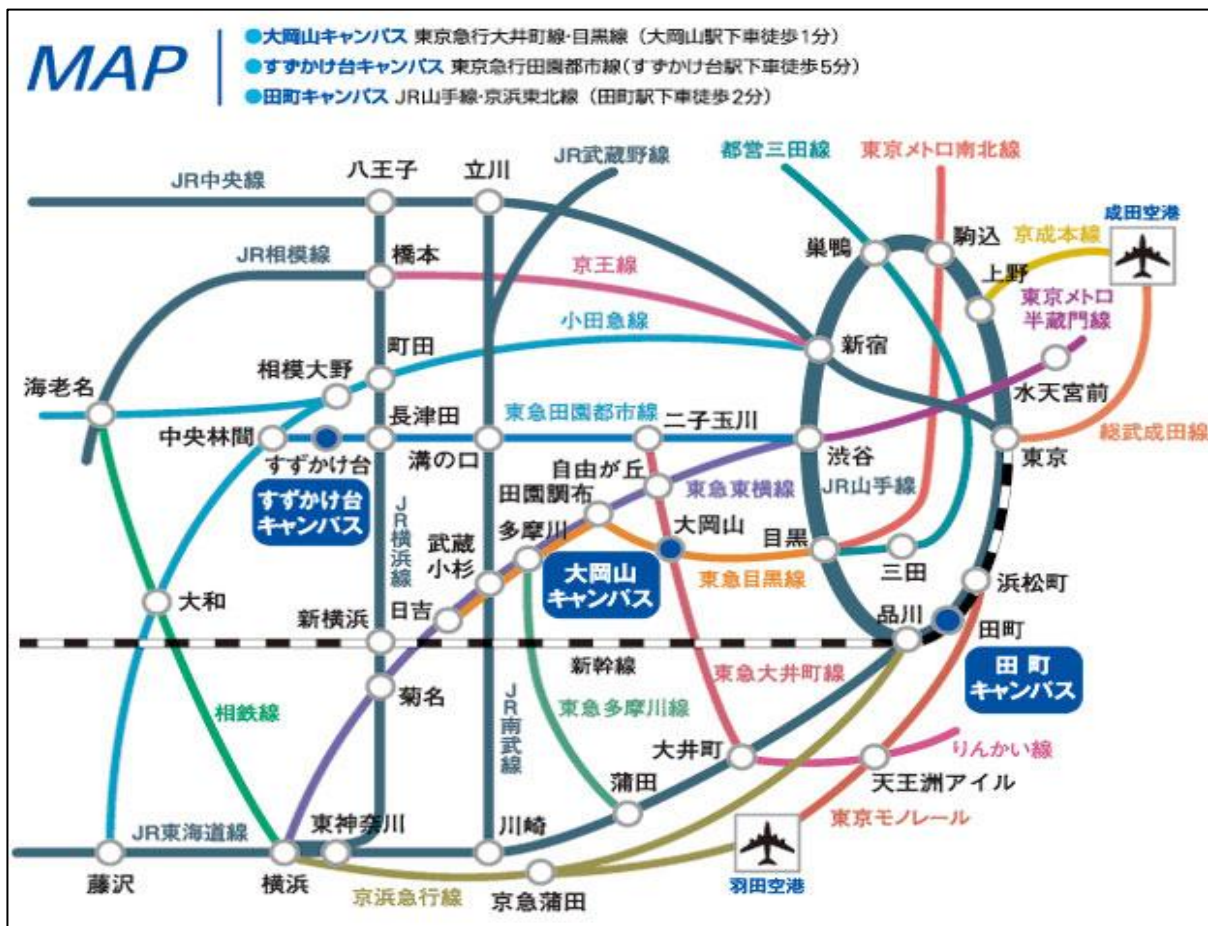 MAP
●大岡山キャンパス 東京急行大井町線・目黒線（大岡山駅下車徒歩1分）
●すずかけ台キャンパス 東京急行田園都市線（すずかけ台駅下車徒歩5分）
●田町キャンパス JR山手線・京浜東北線（田町駅下車徒歩2分）
JR中央線
八王子
立川
JR武蔵野線
都営三田線
東京メトロ南北線
成田空港
JR相模線
橋本
京王線
巣鴨
駒込
上野
京成本線
東京メトロ
半蔵門線
小田急線
町田
相模大野
新宿
海老名
水天宮前
中央林間
すずかけ台
長津田
東急田園都市線
溝の口
二子玉川
渋谷
東京
総武成田線
すずかけ台
キャンパス
自由が丘
東急東横線
JR山手線
田園調布
多摩川
大岡山
目黒
三田
JR横浜線
武蔵
小杉
大岡山
キャンパス
東急目黒線
浜松町
大和
新横浜
日吉
品川
田町
新幹線
田町
キャンパス
相鉄線
菊名
JR南武線
東急多摩川線
東急大井町線
大井町
りんかい線
蒲田
天王洲アイル
JR東海道線
東神奈川
川崎
東京モノレール
藤沢
横浜
京浜急行線
京急蒲田
羽田空港